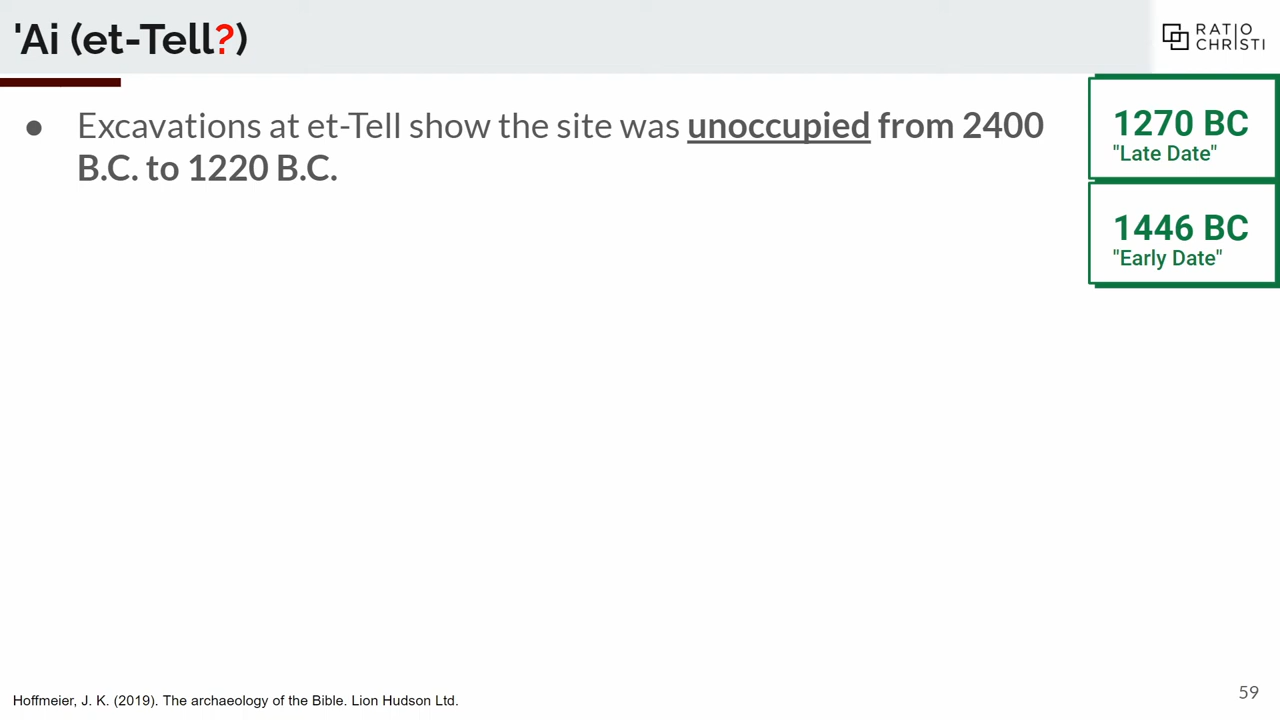 'Ai (et-Tell?)
RATIO
CHRISTI
● Excavations at et-Tell show the site was unoccupied from 2400
B.C. to 1220 B.C.
1270 BC
"Late Date"
1446 BC
"Early Date"
Hoffmeier, J. K. (2019). The archaeology of the Bible. Lion Hudson Ltd.
59